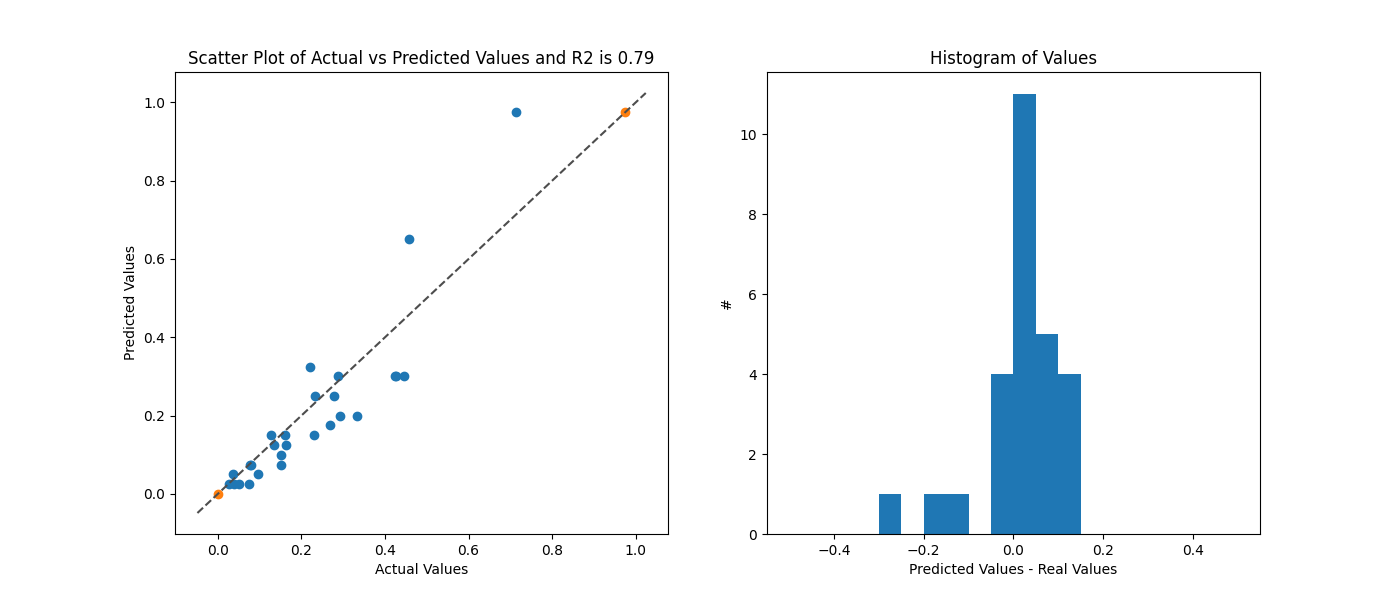 Scatter Plot of Actual vs Predicted Values and R2 is 0.79
1.0
0.8
0.6
0.4
0.2
0.0
Predicted Values
0.0 0.2 0.4 0.6 0.8 1.0
Actual Values
Histogram of Values
10
8
6
4
2
0
#
−0.4 −0.2 0.0 0.2 0.4
Predicted Values - Real Values